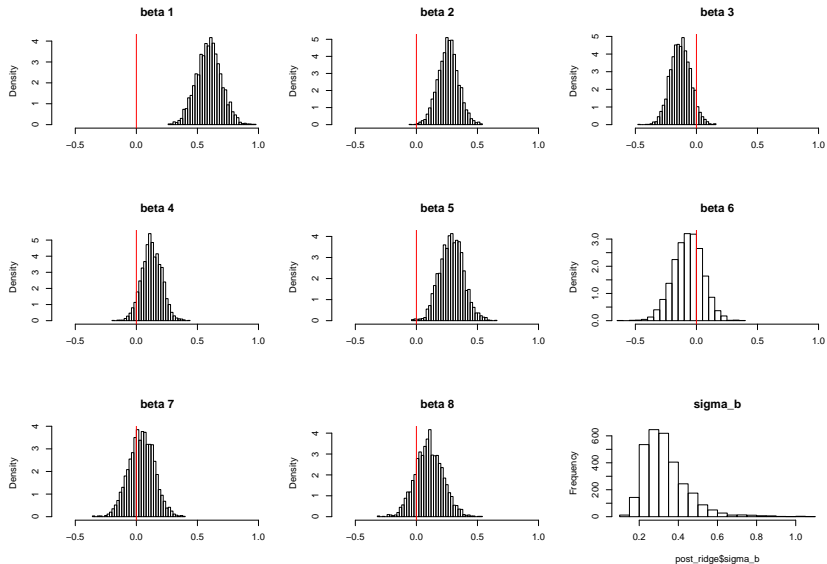 beta 1
Density
0 1 2 3 4
−0.5 0.0 0.5 1.0
beta 2
Density
0 1 2 3 4 5
−0.5 0.0 0.5 1.0
beta 3
Density
0 1 2 3 4 5
−0.5 0.0 0.5 1.0
beta 4
Density
0 1 2 3 4 5
−0.5 0.0 0.5 1.0
beta 5
Density
0 1 2 3 4
−0.5 0.0 0.5 1.0
beta 6
Density
0.0 1.0 2.0 3.0
−0.5 0.0 0.5 1.0
beta 7
Density
0 1 2 3 4
−0.5 0.0 0.5 1.0
beta 8
Density
0 1 2 3 4
−0.5 0.0 0.5 1.0
sigma_b
Frequency
0 200 400 600
0.2 0.4 0.6 0.8 1.0
post_ridge$sigma_b